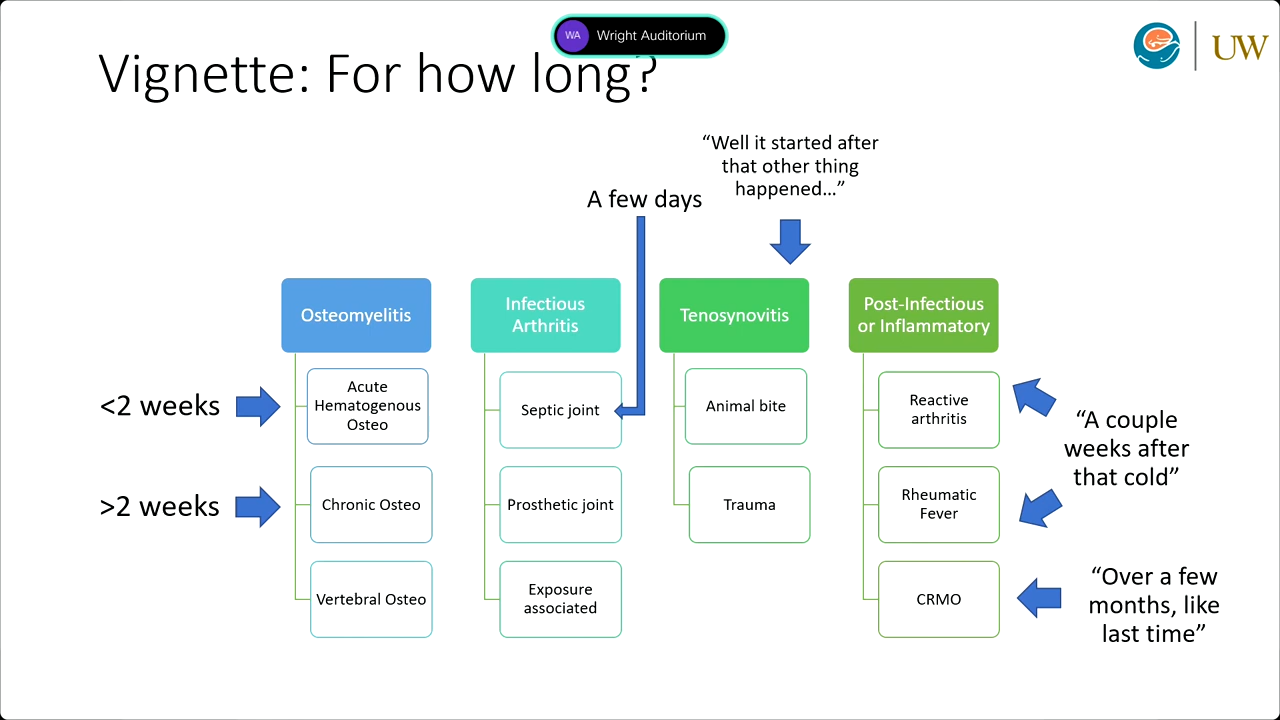 WA Wright Auditorium
UW
Vignette: For how long?
“Well it started after
that other thing
happened…”
A few days
Osteomyelitis
Infectious
Arthritis
Tenosynovitis
Post-Infectious
or Inflammatory
<2 weeks
Acute
Hematogenous
Osteo
Septic joint
Animal bite
Reactive
arthritis
“A couple
weeks after
that cold”
>2 weeks
Chronic Osteo
Prosthetic joint
Trauma
Rheumatic
Fever
Vertebral Osteo
Exposure
associated
CRMO
“Over a few
months, like
last time”